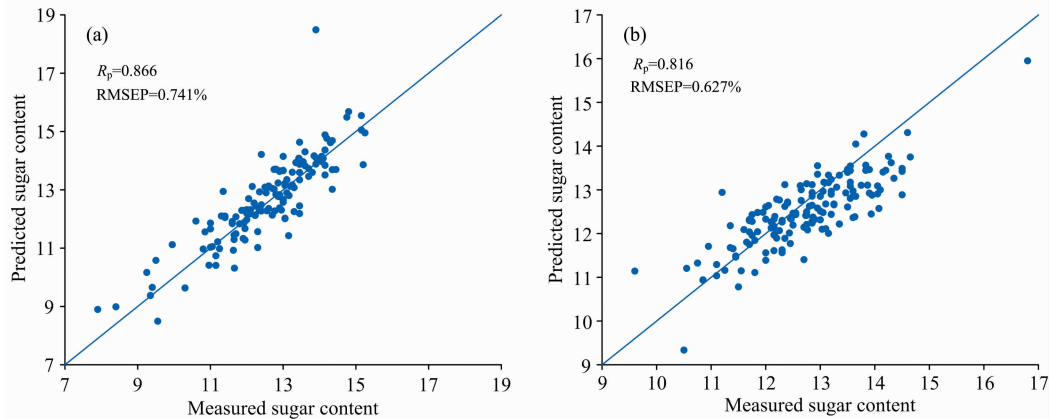 (a)
Rp=0.866
RMSEP=0.741%
19
17
15
13
11
9
7
7 9 11 13 15 17 19
Predicted sugar content
Measured sugar content
(b)
Rp=0.816
RMSEP=0.627%
17
16
15
14
13
12
11
10
9
9 10 11 12 13 14 15 16 17
Predicted sugar content
Measured sugar content